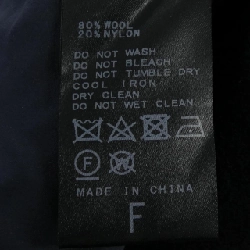 80% WOOL
20% NYLON
DO NOT WASH
DO NOT BLEACH
DO NOT TUMBLE DRY
COOL IRON
DRY CLEAN
DO NOT WET CLEAN
F
MADE IN CHINA
F